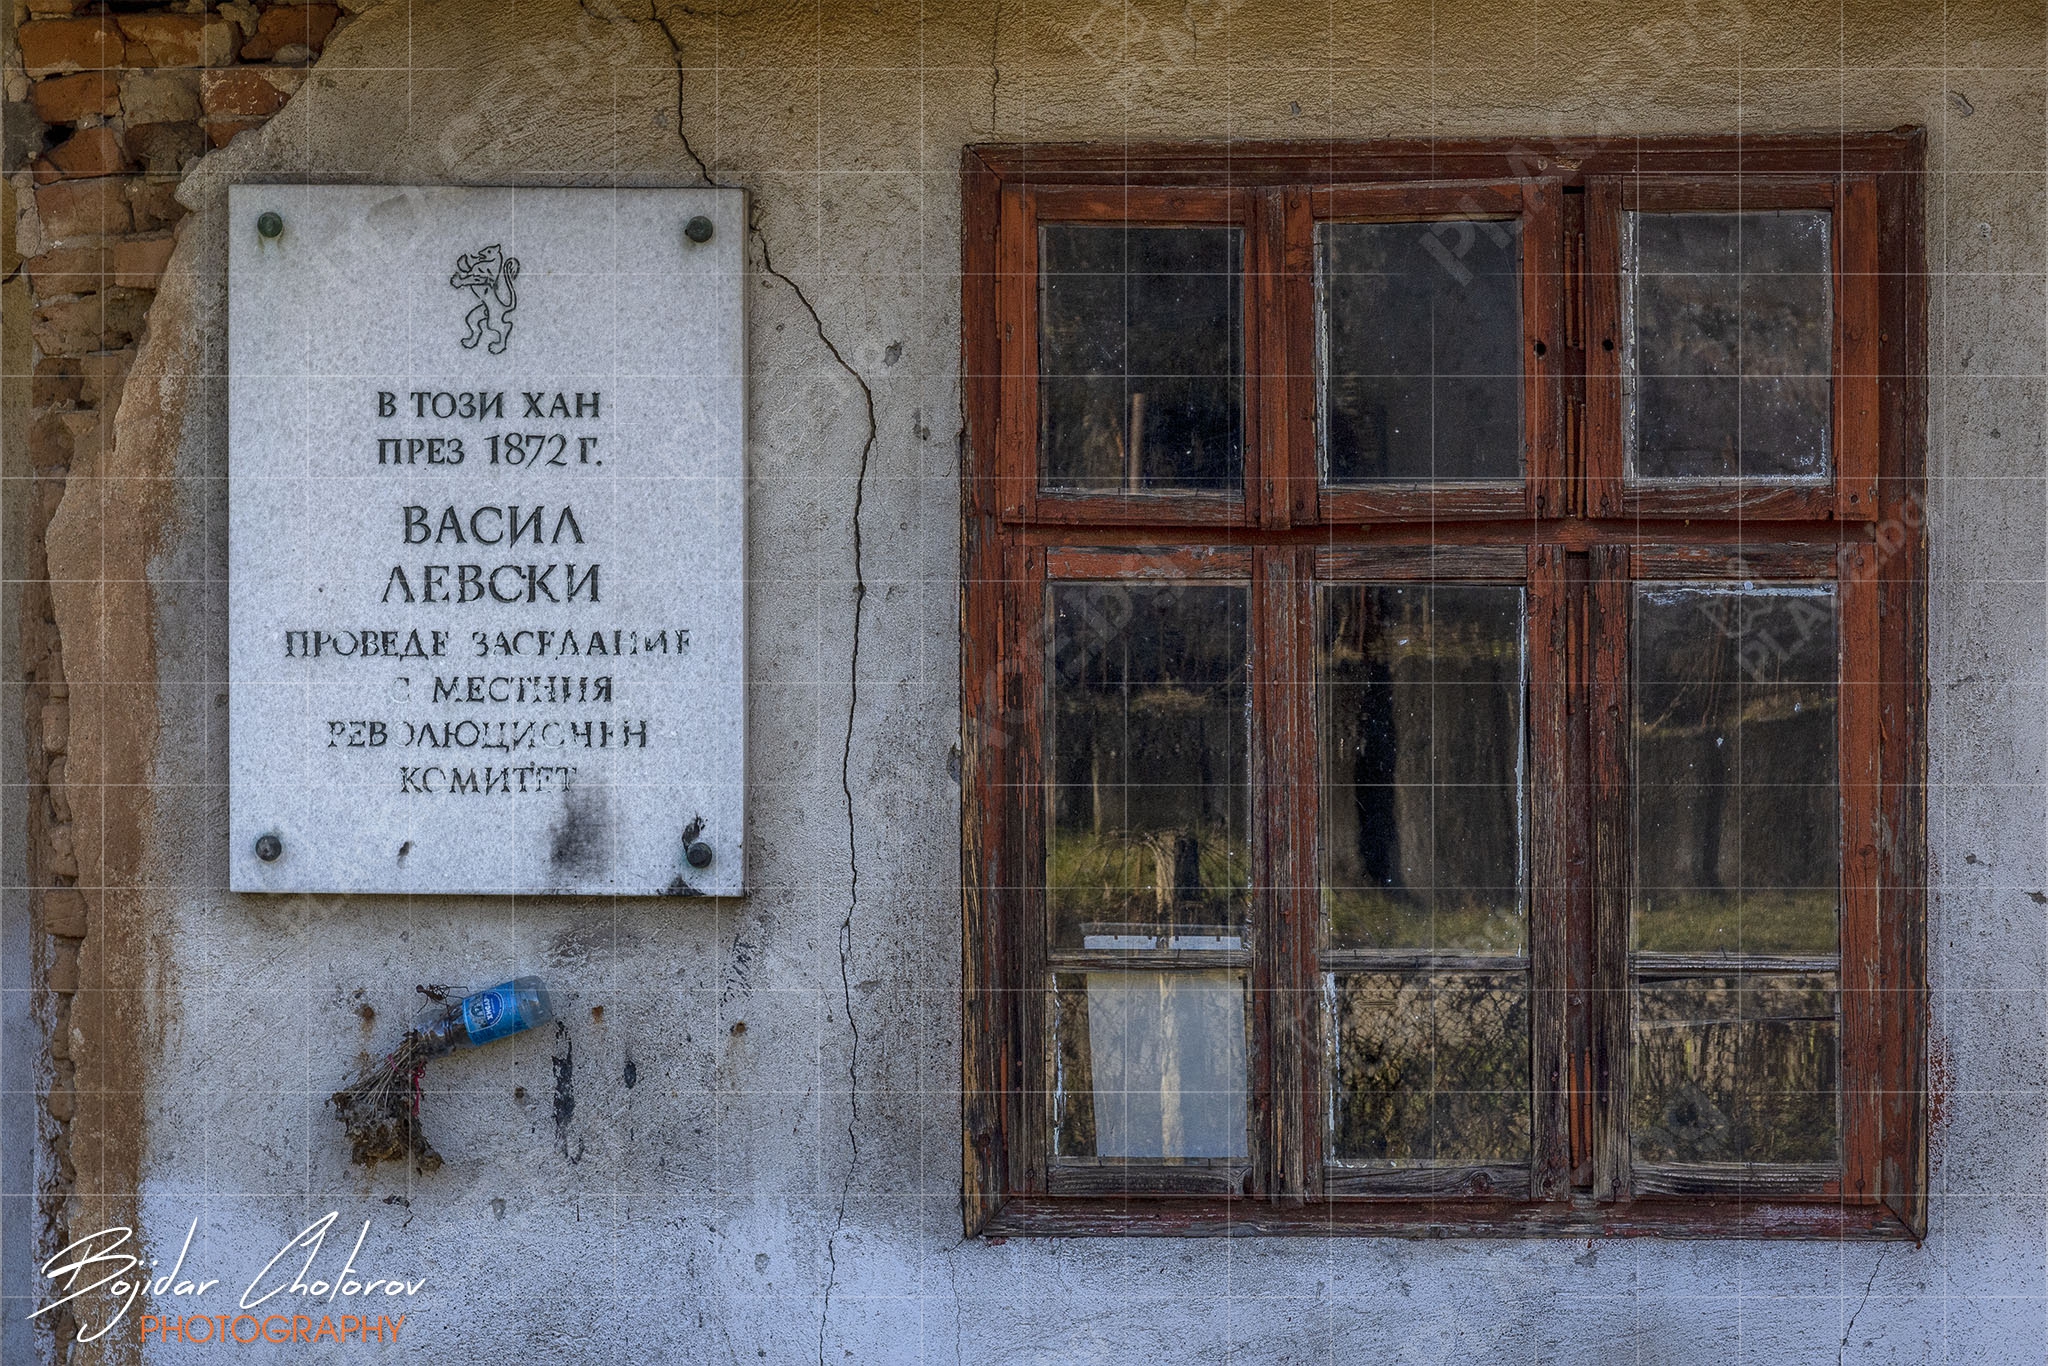 В ТОЗИ ХАН
ПРЕЗ 1872 Г.
ВАСИЛ
ЛЕВСКИ
ПРОВЕДЕ ЗАСЕДАНИЕ
С МЕСТНИЯ
РЕВОЛЮЦИОНЕН
КОМИТЕТ
Bojidar Chotorov
PHOTOGRAPHY